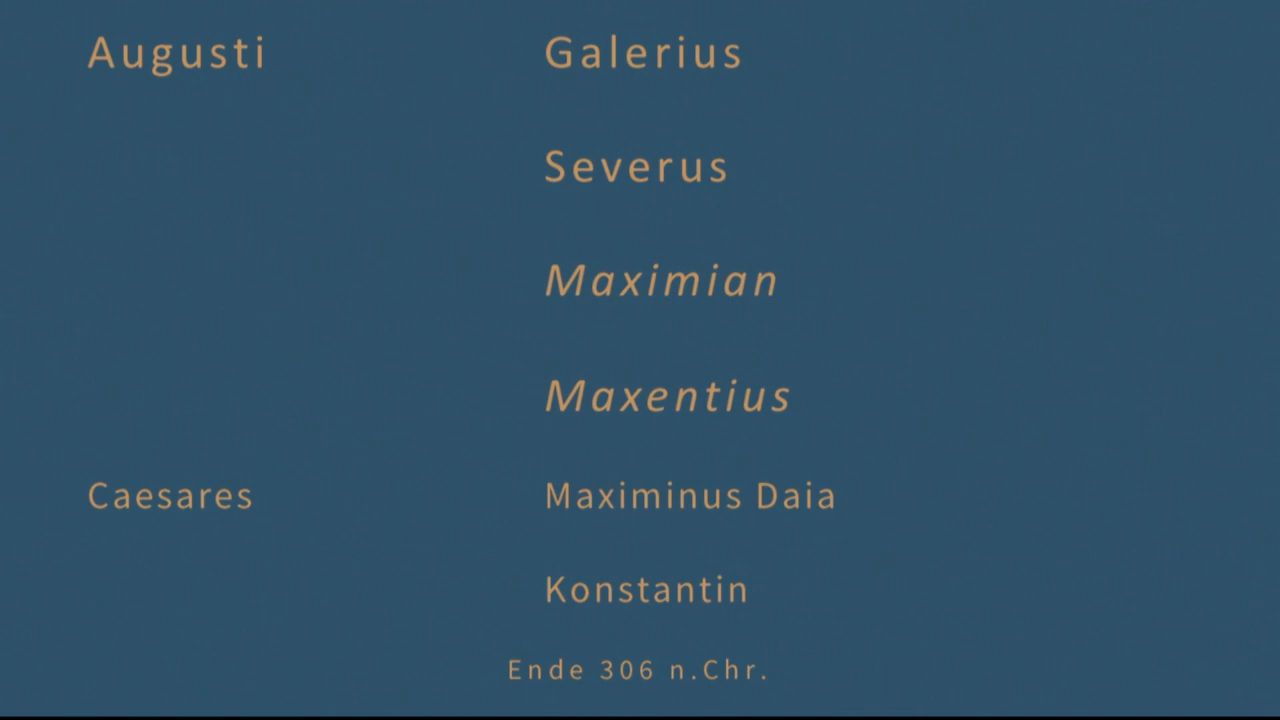 Augusti Galerius
Severus
Maximian
Maxentius
Caesares Maximinus Daia
Konstantin
Ende 306 n.Chr.